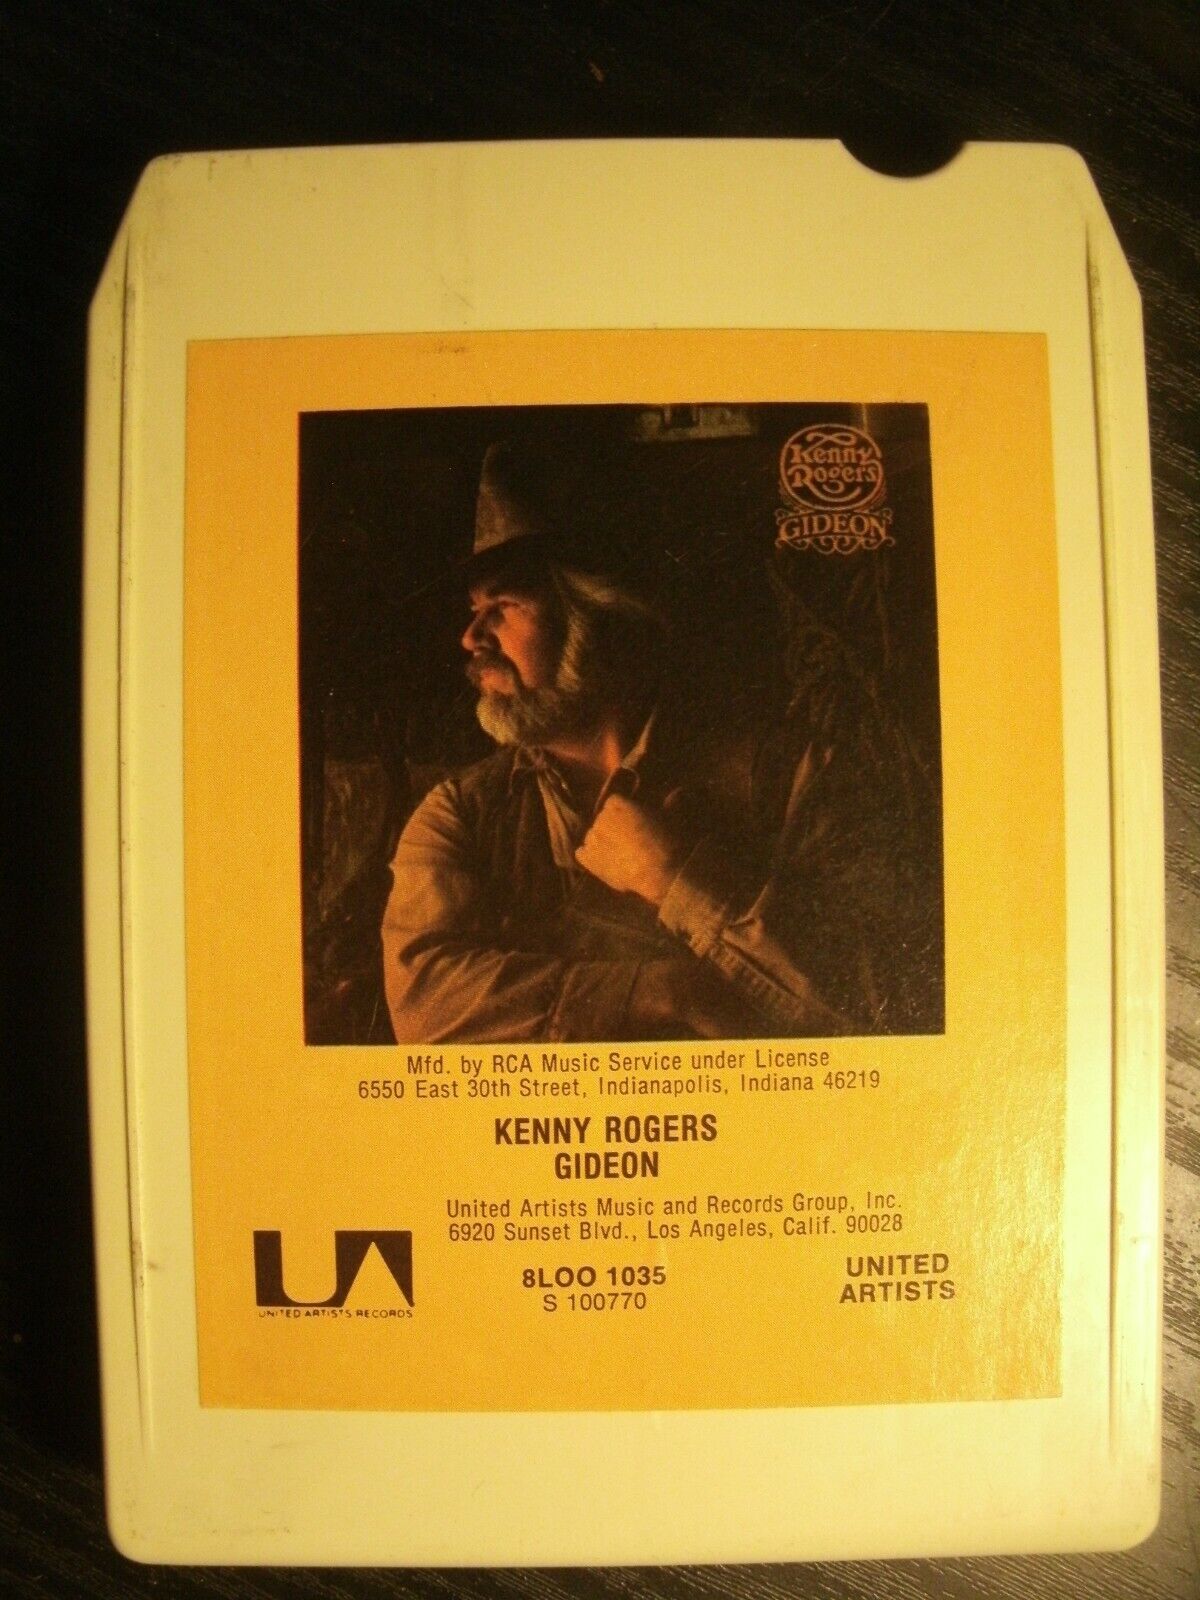 Kenny
Rogers
GIDEON
Mfd. by RCA Music Service under License
6550 East 30th Street, Indianapolis, Indiana 46219
KENNY ROGERS
GIDEON
United Artists Music and Records Group, Inc.
6920 Sunset Blvd., Los Angeles, Calif. 90028
UA
UNITED ARTISTS RECORDS
8LOO 1035
S 100770
UNITED
ARTISTS